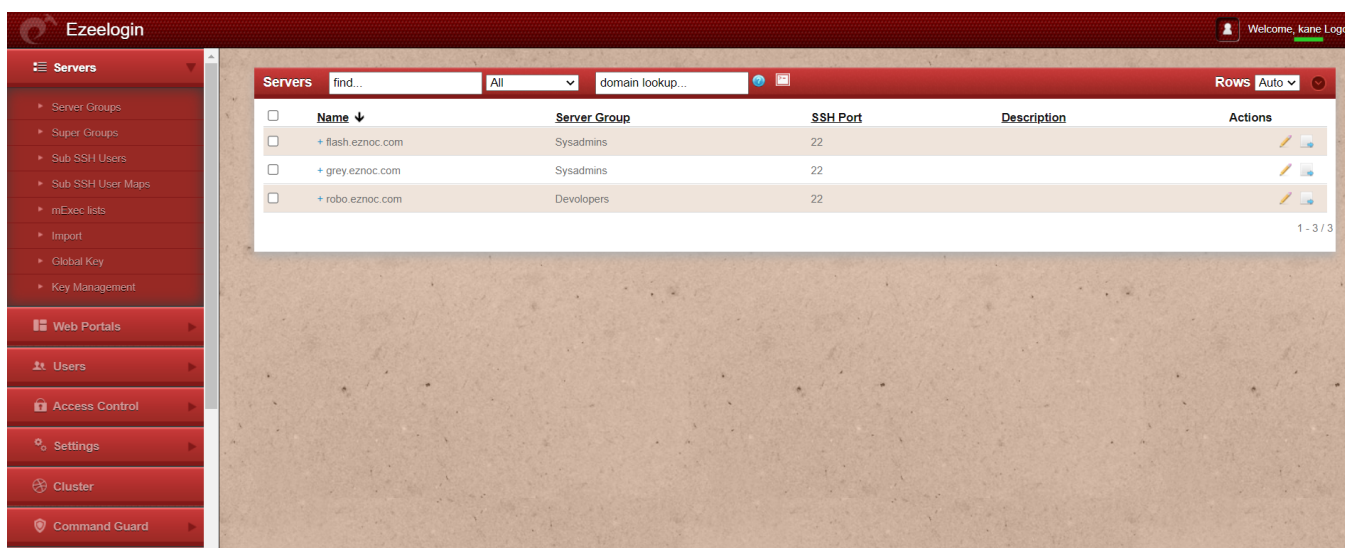 Ezeelogin
Welcome, kane Logo
Servers
Server Groups
Super Groups
Sub SSH Users
Sub SSH User Maps
mExec lists
Import
Global Key
Key Management
Web Portals
Users
Access Control
Settings
Cluster
Command Guard
Servers find... All domain lookup... Rows Auto
Name Server Group SSH Port Description Actions
+ flash.eznoc.com Sysadmins 22
+ grey.eznoc.com Sysadmins 22
+ robo.eznoc.com Devolopers 22
1 - 3 / 3